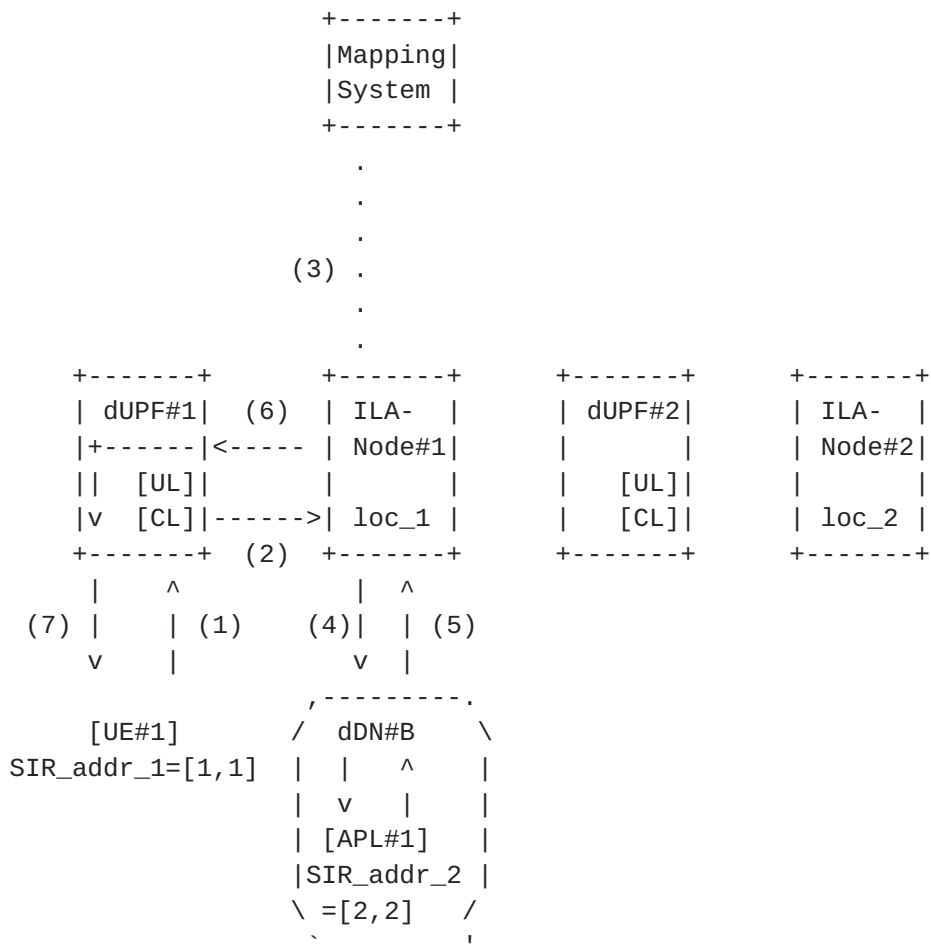 +-------+
|Mapping|
|System |
+-------+
.
.
.
(3) .
.
.
+-------+       +-------+      +-------+      +-------+
| dUPF#1|  (6)  | ILA-  |      | dUPF#2|      | ILA-  |
|+------|<----- | Node#1|      |       |      | Node#2|
||  [UL]|       |       |      |   [UL]|      |       |
|v  [CL]|------>| loc_1 |      |   [CL]|      | loc_2 |
+-------+  (2)  +-------+      +-------+      +-------+
|    ^            |  ^
(7) |    | (1)    (4)|  | (5)
v    |            v  |
,---------.
[UE#1]       /  dDN#B    \
SIR_addr_1=[1,1]  |  |   ^    |
|  v   |    |
| [APL#1]   |
|SIR_addr_2 |
\ =[2,2]   /
`         '